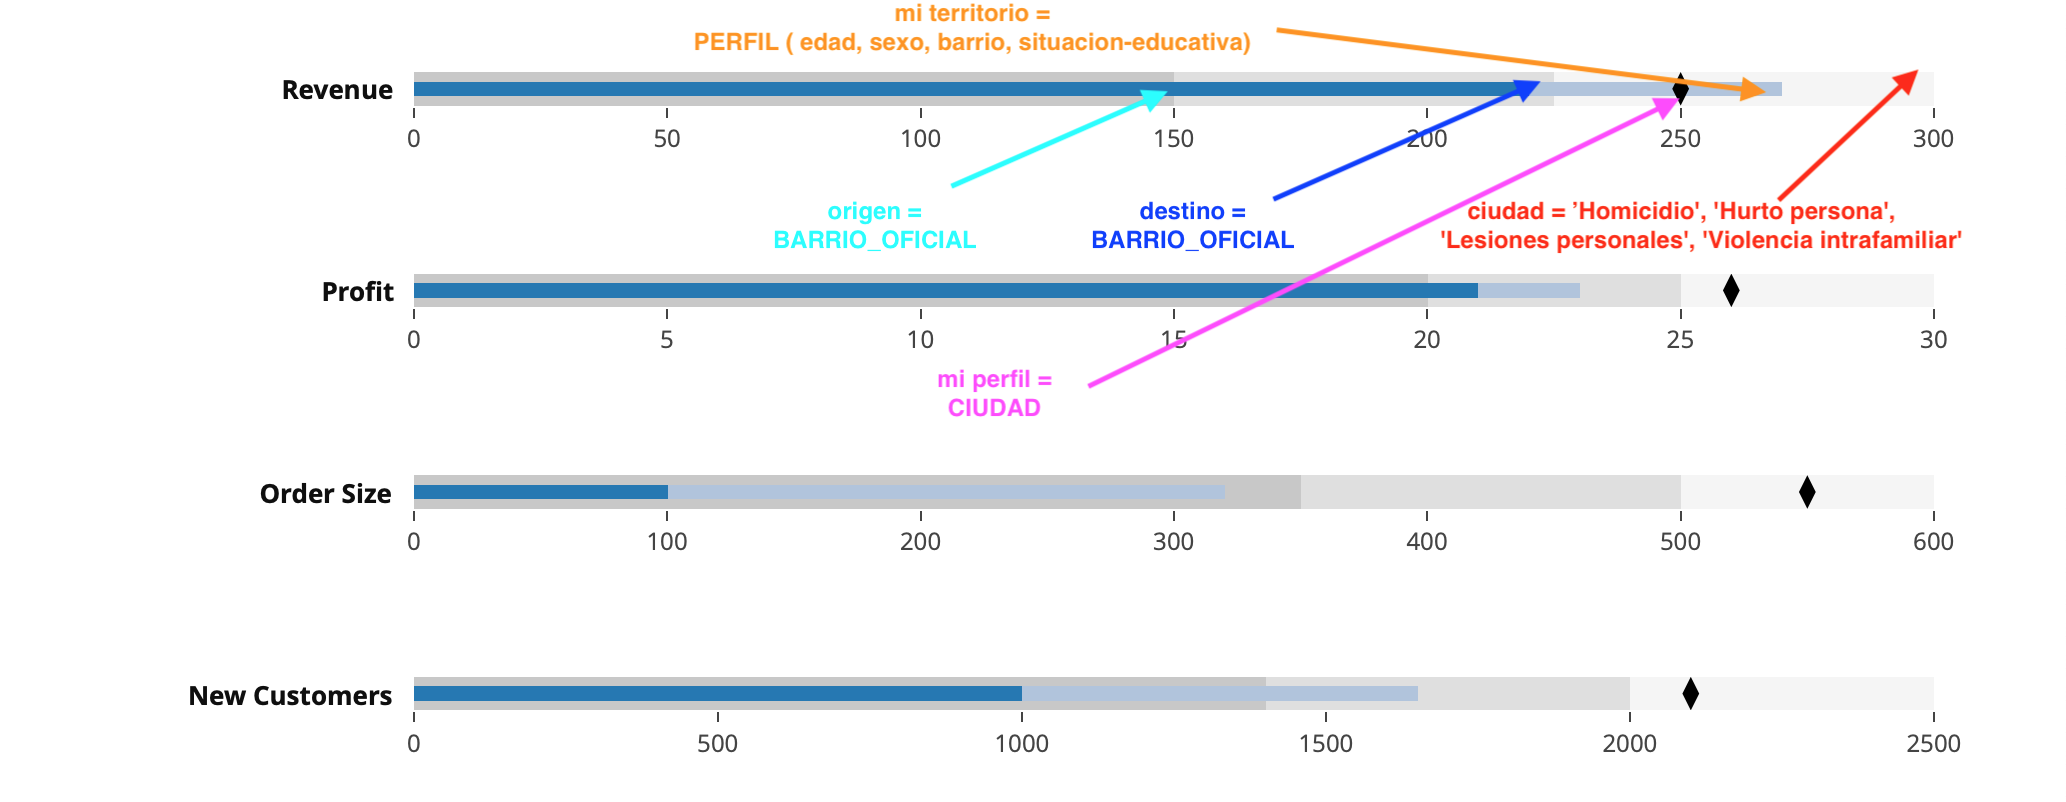 mi territorio =
PERFIL ( edad, sexo, barrio, situacion-educativa)
Revenue
0 50 100 150 200 250 300
origen =
BARRIO_OFICIAL
destino =
BARRIO_OFICIAL
ciudad = ’Homicidio', 'Hurto persona',
'Lesiones personales', 'Violencia intrafamiliar'
Profit
0 5 10 15 20 25 30
mi perfil =
CIUDAD
Order Size
0 100 200 300 400 500 600
New Customers
0 500 1000 1500 2000 2500